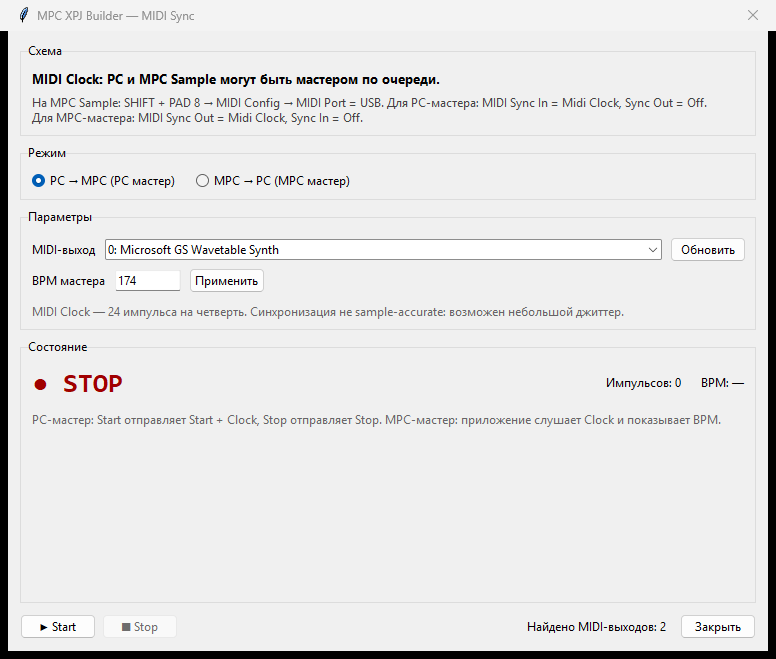 MPC XPJ Builder — MIDI Sync
Схема
MIDI Clock: PC и MPC Sample могут быть мастером по очереди.
На MPC Sample: SHIFT + PAD 8 → MIDI Config → MIDI Port = USB. Для PC-мастера: MIDI Sync In = Midi Clock, Sync Out = Off.
Для MPC-мастера: MIDI Sync Out = Midi Clock, Sync In = Off.
Режим
PC → MPC (PC мастер) MPC → PC (MPC мастер)
Параметры
MIDI-выход 0: Microsoft GS Wavetable Synth Обновить
BPM мастера 174 Применить
MIDI Clock — 24 импульса на четверть. Синхронизация не sample-accurate: возможен небольшой джиттер.
Состояние
● STOP Импульсов: 0 BPM: —
PC-мастер: Start отправляет Start + Clock, Stop отправляет Stop. MPC-мастер: приложение слушает Clock и показывает BPM.
► Start ■ Stop Найдено MIDI-выходов: 2 Закрыть